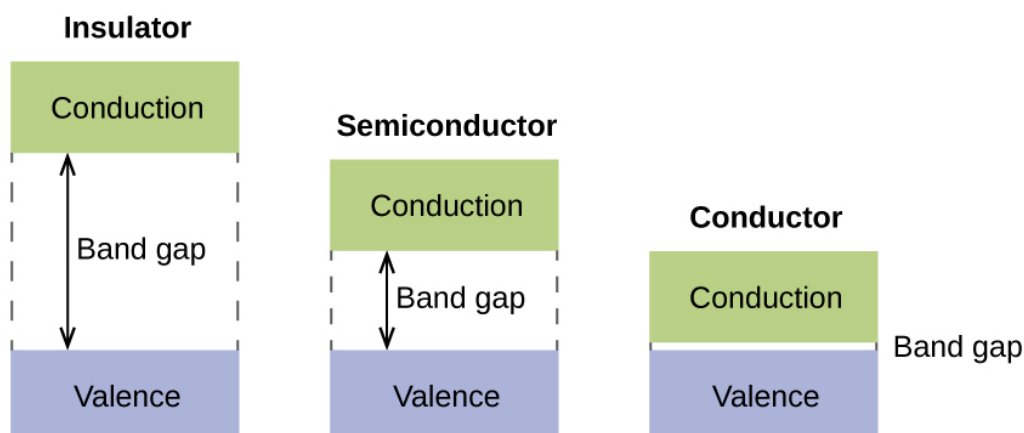 Insulator
Conduction
Band gap
Valence
Semiconductor
Conduction
Band gap
Valence
Conductor
Conduction
Band gap
Valence